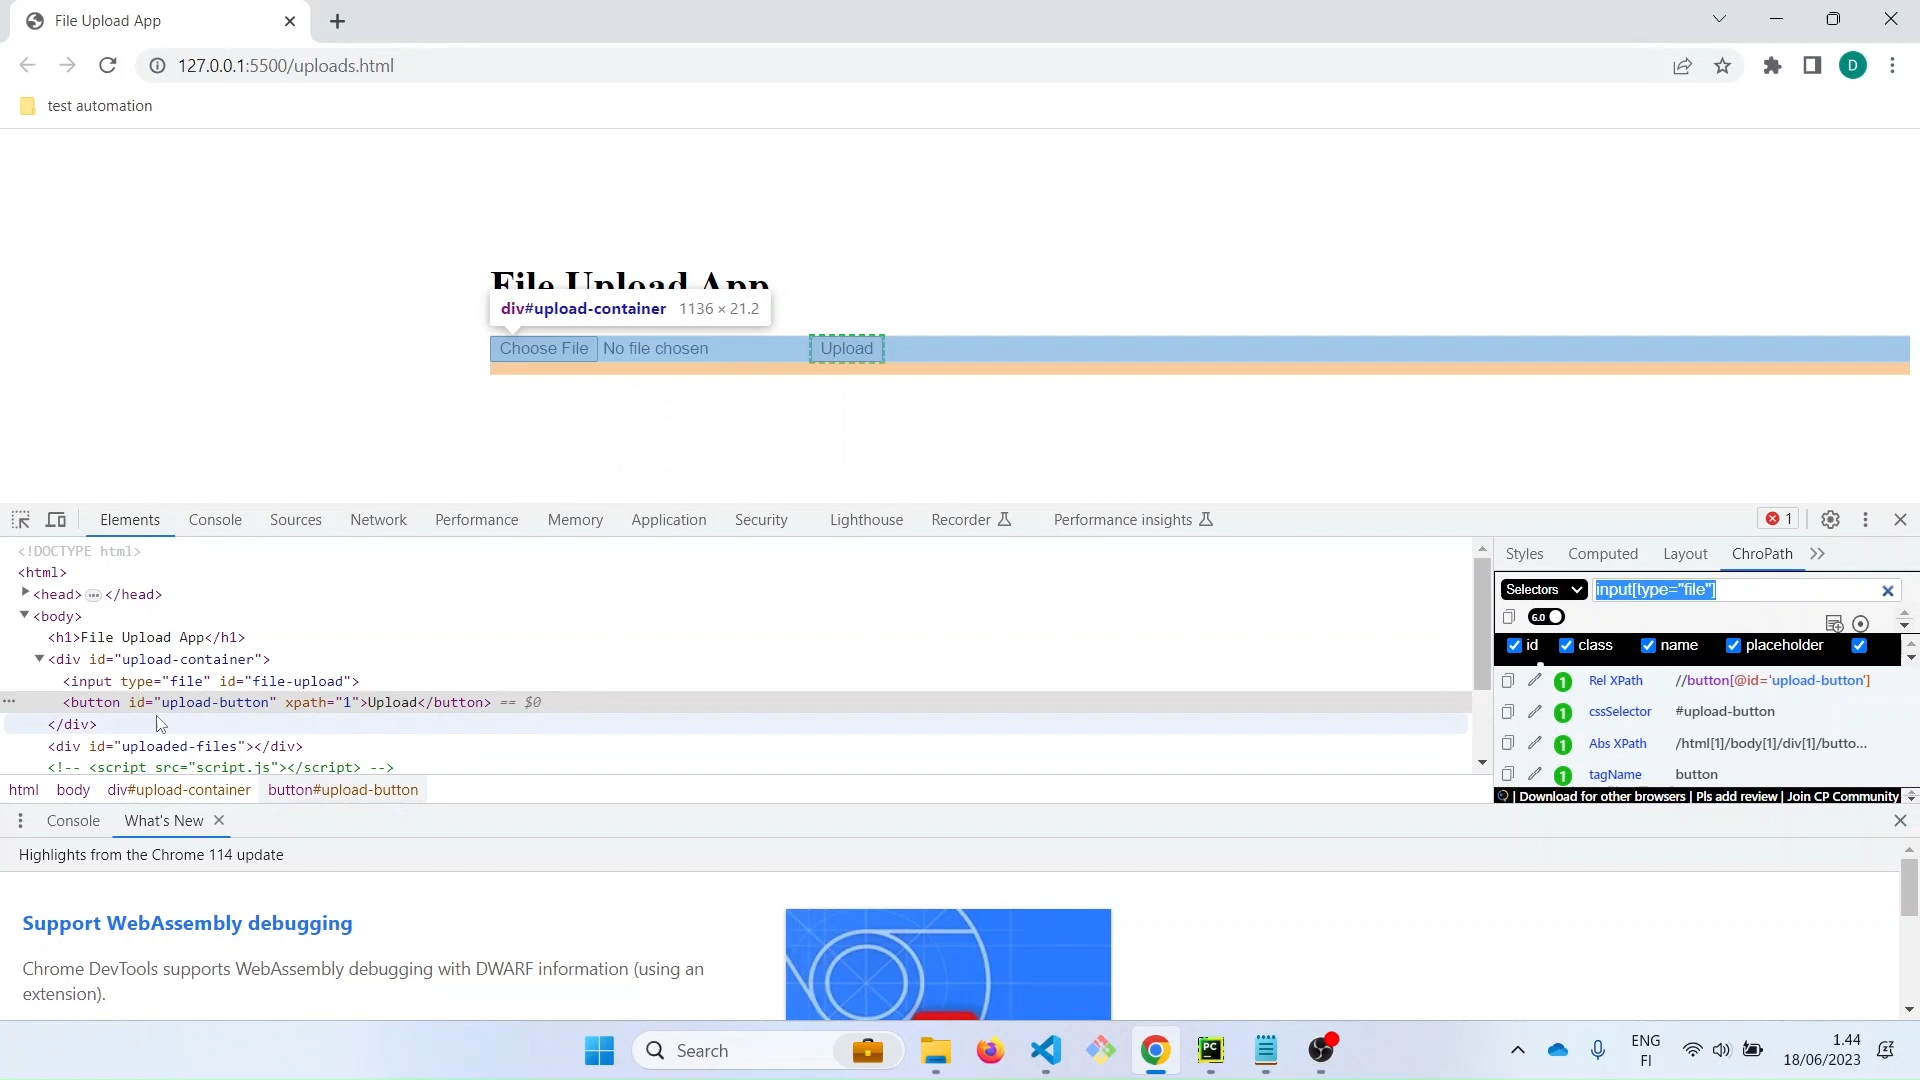 File Upload App
127.0.0.1:5500/uploads.html
D
test automation
File Upload App
div#upload-container 1136 × 21.2
Choose File No file chosen Upload
Elements Console Sources Network Performance Memory Application Security Lighthouse Recorder Performance insights 1
<!DOCTYPE html>
<html>
<head> ••• </head>
<body>
<h1>File Upload App</h1>
<div id="upload-container">
<input type="file" id="file-upload">
<button id="upload-button" xpath="1">Upload</button> == $0
</div>
<div id="uploaded-files"></div>
<!-- <script src="script.js"></script> -->
html body div#upload-container button#upload-button
Styles Computed Layout ChroPath
Selectors input[type="file"]
6.0
id class name placeholder
1 Rel XPath //button[@id='upload-button']
1 cssSelector #upload-button
1 Abs XPath /html[1]/body[1]/div[1]/butto...
1 tagName button
| Download for other browsers | Pls add review | Join CP Community
Console What's New
Highlights from the Chrome 114 update
Support WebAssembly debugging
Chrome DevTools supports WebAssembly debugging with DWARF information (using an
extension).
Search
PC
ENG
FI
1.44
18/06/2023